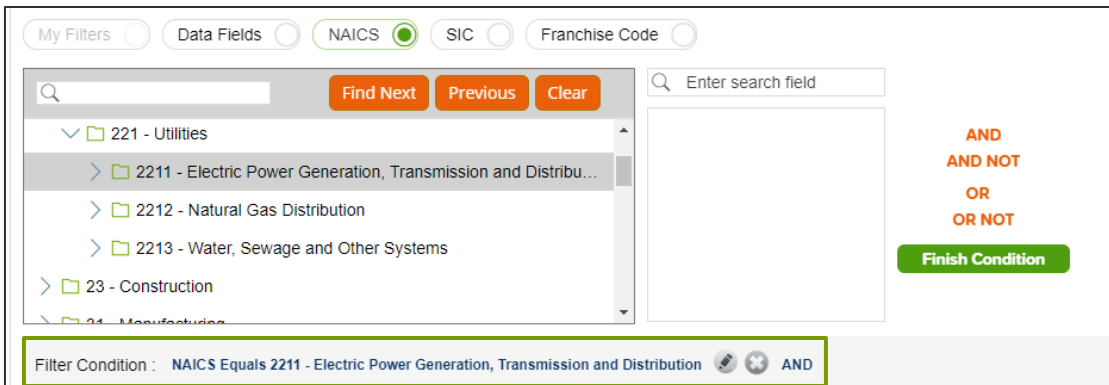 My Filters Data Fields NAICS SIC Franchise Code
Find Next Previous Clear
Enter search field
221 - Utilities
2211 - Electric Power Generation, Transmission and Distribu...
2212 - Natural Gas Distribution
2213 - Water, Sewage and Other Systems
23 - Construction
31 - Manufacturing
AND
AND NOT
OR
OR NOT
Finish Condition
Filter Condition : NAICS Equals 2211 - Electric Power Generation, Transmission and Distribution AND